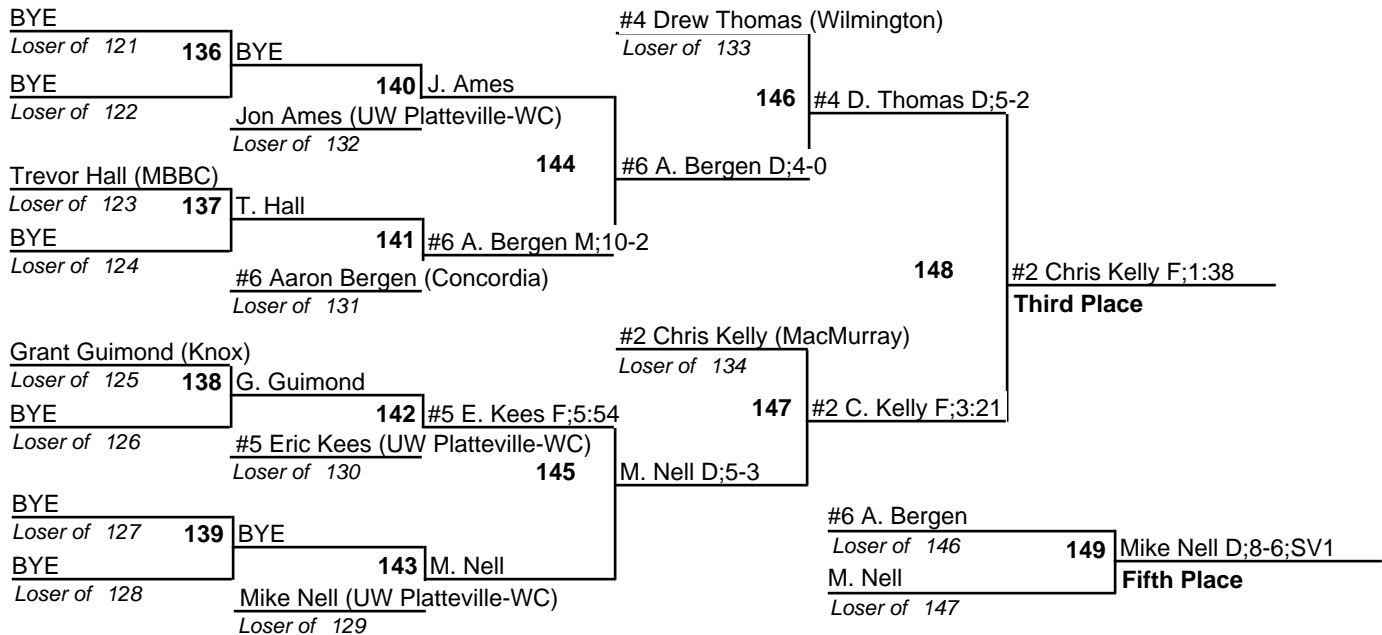 BYE
Loser of 121
136 BYE
BYE
Loser of 122
140 J. Ames
Jon Ames (UW Platteville-WC)
Loser of 132
144
Trevor Hall (MBBC)
Loser of 123
137 T. Hall
BYE
Loser of 124
141 #6 A. Bergen M;10-2
#6 Aaron Bergen (Concordia)
Loser of 131
#4 Drew Thomas (Wilmington)
Loser of 133
146 #4 D. Thomas D;5-2
#6 A. Bergen D;4-0
148 #2 Chris Kelly F;1:38
Third Place
Grant Guimond (Knox)
Loser of 125
138 G. Guimond
BYE
Loser of 126
142 #5 E. Kees F;5:54
#5 Eric Kees (UW Platteville-WC)
Loser of 130
145
BYE
Loser of 127
139 BYE
BYE
Loser of 128
143 M. Nell
Mike Nell (UW Platteville-WC)
Loser of 129
#2 Chris Kelly (MacMurray)
Loser of 134
147 #2 C. Kelly F;3:21
M. Nell D;5-3
#6 A. Bergen
Loser of 146
149 Mike Nell D;8-6;SV1
M. Nell
Fifth Place
Loser of 147